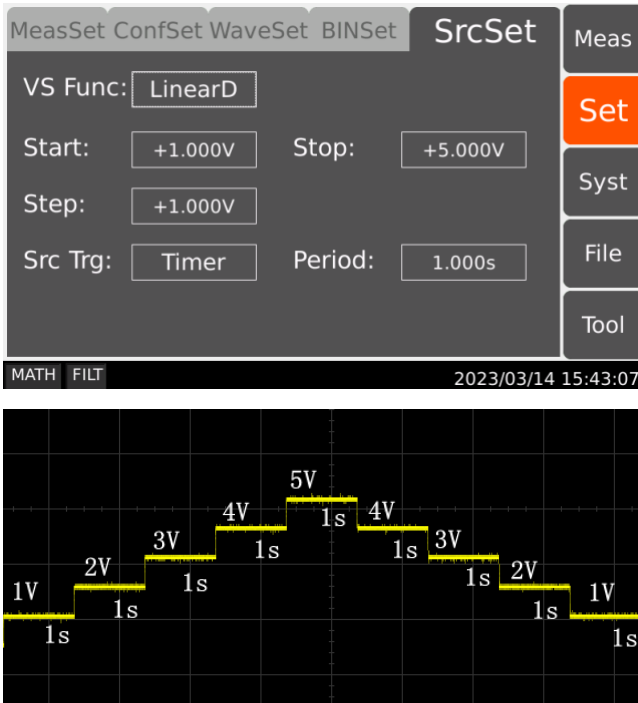 MeasSet ConfSet WaveSet BINSet SrcSet
Meas
VS Func: LinearD
Set
Start: +1.000V Stop: +5.000V
Syst
Step: +1.000V
Src Trg: Timer Period: 1.000s
File
Tool
MATH FILT 2023/03/14 15:43:07
5V
4V 1s 4V
3V 1s 1s 3V
2V 1s 1s 2V
1V 1s 1s 1V
1s 1s